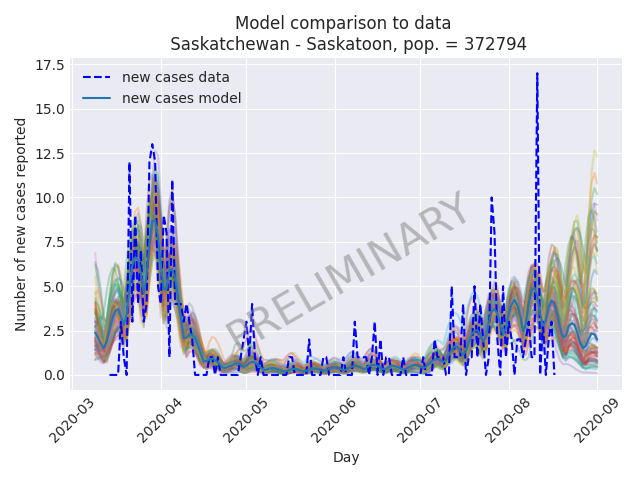 Model comparison to data
Saskatchewan - Saskatoon, pop. = 372794
17.5
15.0
12.5
10.0
7.5
5.0
2.5
0.0
Number of new cases reported
new cases data
new cases model
PRELIMINARY
2020-03
2020-04
2020-05
2020-06
2020-07
2020-08
2020-09
Day